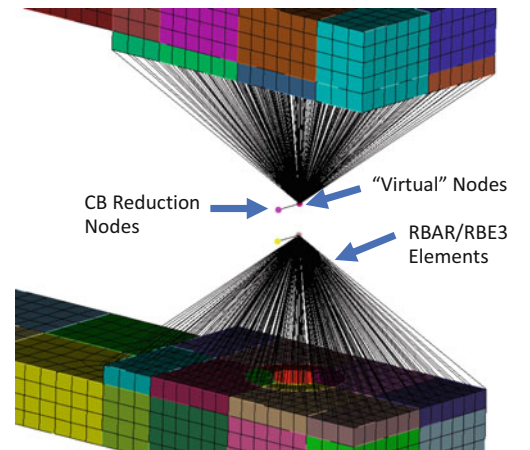 “Virtual” Nodes
CB Reduction
Nodes
RBAR/RBE3
Elements